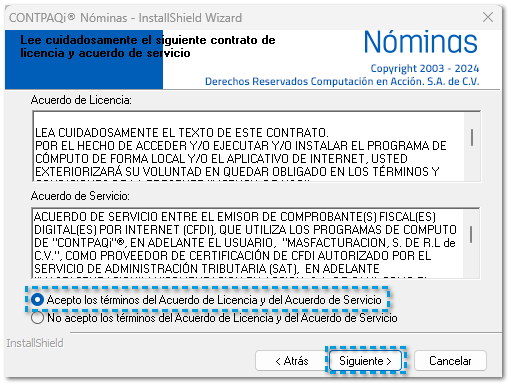 CONTPAQi® Nóminas - InstallShield Wizard
Lee cuidadosamente el siguiente contrato de
licencia y acuerdo de servicio
Nóminas
Copyright 2003 - 2024
Derechos Reservados Computación en Acción. S.A. de C.V.
Acuerdo de Licencia:
LEA CUIDADOSAMENTE EL TEXTO DE ESTE CONTRATO.
POR EL HECHO DE ACCEDER Y/O EJECUTAR Y/O INSTALAR EL PROGRAMA DE
CÓMPUTO DE FORMA LOCAL Y/O EL APLICATIVO DE INTERNET, USTED
EXTERIORIZARÁ SU VOLUNTAD EN QUEDAR OBLIGADO EN LOS TÉRMINOS Y
Acuerdo de Servicio:
ACUERDO DE SERVICIO ENTRE EL EMISOR DE COMPROBANTE(S) FISCAL(ES)
DIGITAL(ES) POR INTERNET (CFDI), QUE UTILIZA LOS PROGRAMAS DE COMPUTO
DE "CONTPAQi"®, EN ADELANTE EL USUARIO, "MASFACTURACION, S. DE R.L de
C.V.", COMO PROVEEDOR DE CERTIFICACIÓN DE CFDI AUTORIZADO POR EL
SERVICIO DE ADMINISTRACIÓN TRIBUTARIA (SAT), EN ADELANTE
Acepto los términos del Acuerdo de Licencia y del Acuerdo de Servicio
No acepto los términos del Acuerdo de Licencia y del Acuerdo de Servicio
InstallShield
< Atrás
Siguiente >
Cancelar